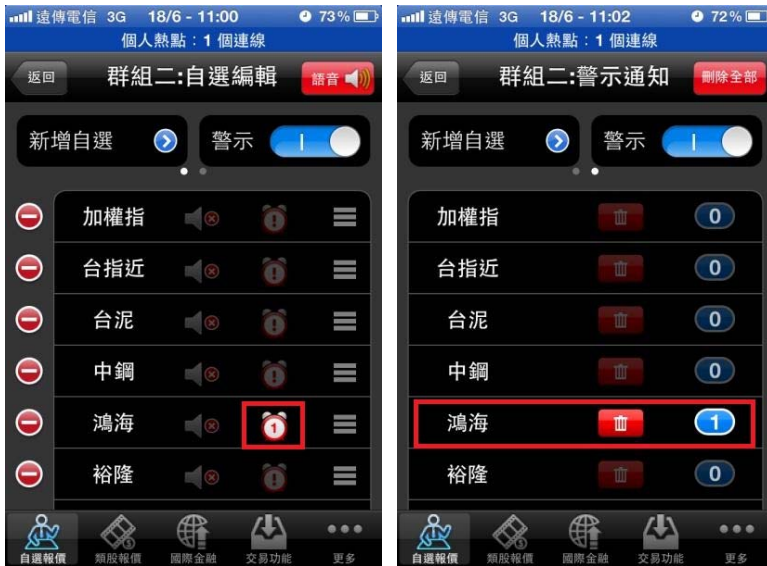 遠傳電信 3G 18/6 - 11:00 73%
個人熱點：1 個連線
返回 群組二:自選編輯 語音
新增自選 警示
加權指
台指近
台泥
中鋼
鴻海 1
裕隆
自選報價 類股報價 國際金融 交易功能 更多
遠傳電信 3G 18/6 - 11:02 72%
個人熱點：1 個連線
返回 群組二:警示通知 刪除全部
新增自選 警示
加權指 0
台指近 0
台泥 0
中鋼 0
鴻海 1
裕隆 0
自選報價 類股報價 國際金融 交易功能 更多